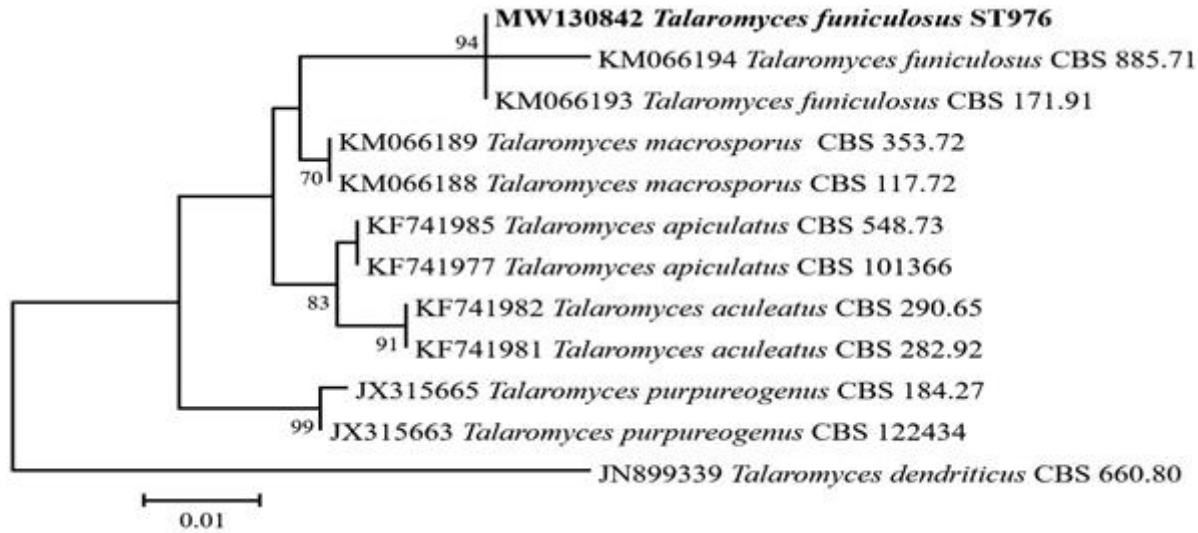 MW130842 Talaromyces funiculosus ST976
94
KM066194 Talaromyces funiculosus CBS 885.71
KM066193 Talaromyces funiculosus CBS 171.91
KM066189 Talaromyces macrosporus CBS 353.72
70
KM066188 Talaromyces macrosporus CBS 117.72
KF741985 Talaromyces apiculatus CBS 548.73
KF741977 Talaromyces apiculatus CBS 101366
83
KF741982 Talaromyces aculeatus CBS 290.65
91
KF741981 Talaromyces aculeatus CBS 282.92
JX315665 Talaromyces purpureogenus CBS 184.27
99
JX315663 Talaromyces purpureogenus CBS 122434
JN899339 Talaromyces dendriticus CBS 660.80
0.01